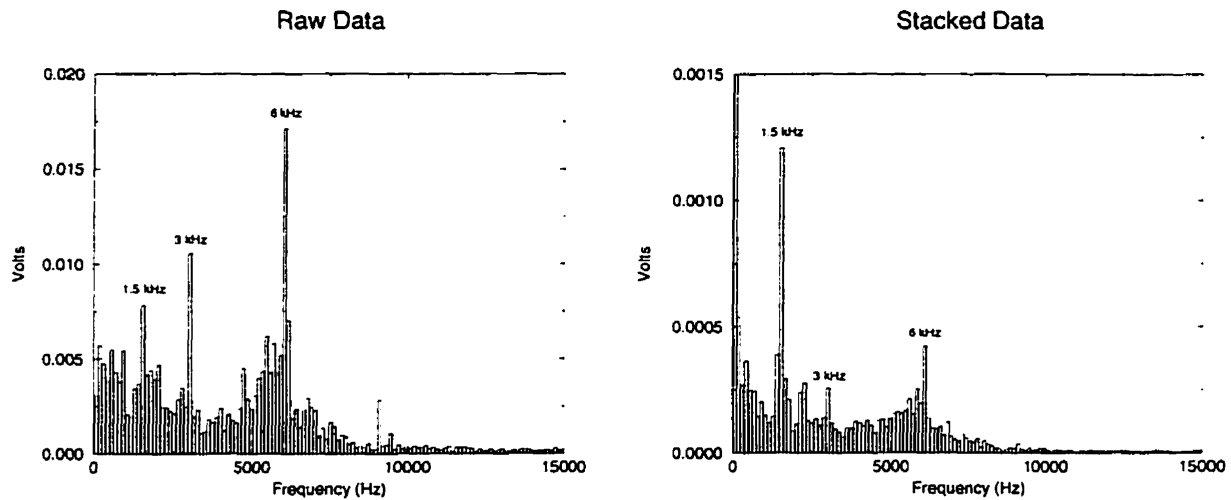 Raw Data
0.020
0.015
0.010
0.005
0.000
Volts
1.5 kHz
3 kHz
6 kHz
0
5000
10000
15000
Frequency (Hz)
Stacked Data
0.0015
0.0010
0.0005
0.0000
Volts
1.5 kHz
3 kHz
6 kHz
0
5000
10000
15000
Frequency (Hz)